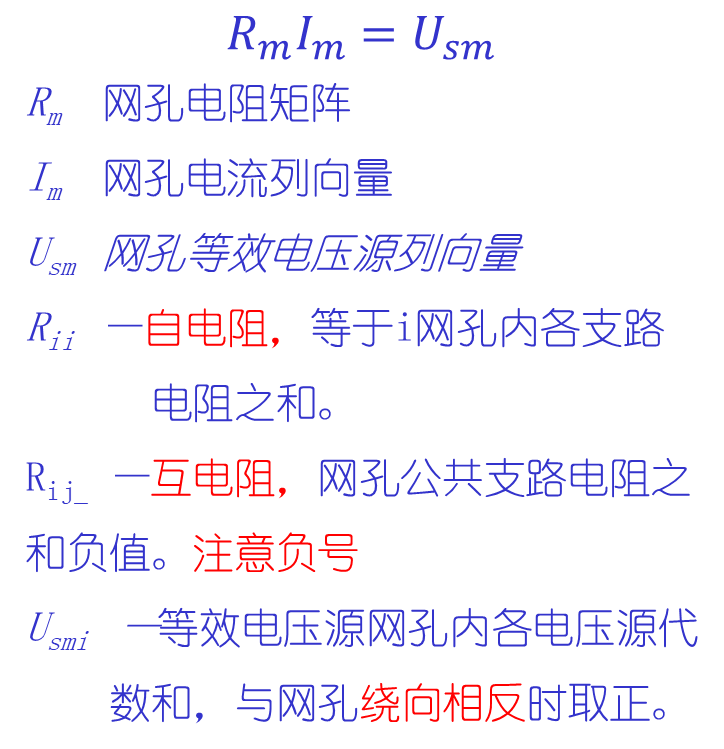 RmIm = Usm
Rm 网孔电阻矩阵
Im 网孔电流列向量
Usm 网孔等效电压源列向量
Rii 一自电阻，等于i网孔内各支路
电阻之和。
Rij_ 一互电阻，网孔公共支路电阻之
和负值。注意负号
Usmi 一等效电压源网孔内各电压源代
数和，与网孔绕向相反时取正。